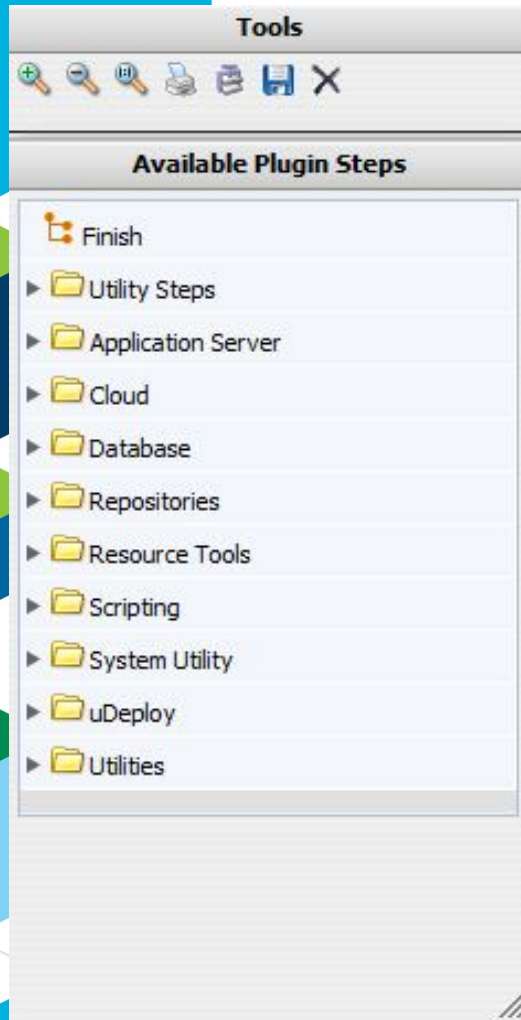 Tools
Available Plugin Steps
Finish
Utility Steps
Application Server
Cloud
Database
Repositories
Resource Tools
Scripting
System Utility
uDeploy
Utilities